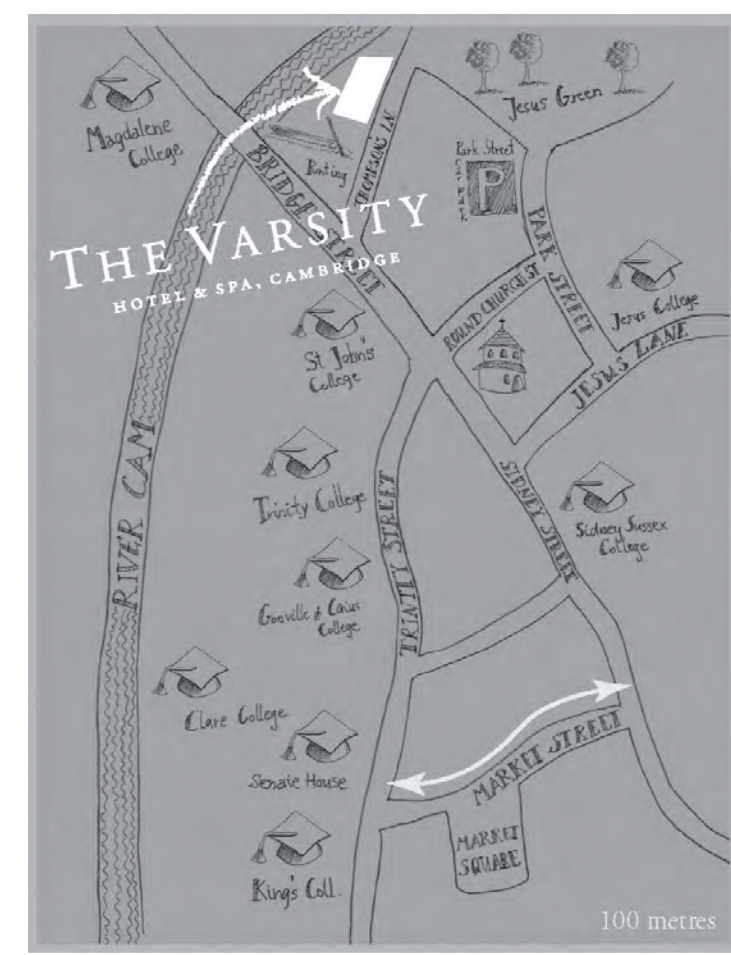 Magdalene
College
Punting
THOMPSON'S LN
Jesus Green
Park Street
car park
P
THE VARSITY
HOTEL & SPA, CAMBRIDGE
BRIDGE STREET
PARK STREET
ROUND CHURCH ST
Jesus College
JESUS LANE
St John's
College
RIVER CAM
Trinity College
TRINITY STREET
SIDNEY STREET
Sidney Sussex
College
Gonville & Caius
College
Clare College
Senate House
MARKET STREET
MARKET
SQUARE
King's Coll.
100 metres